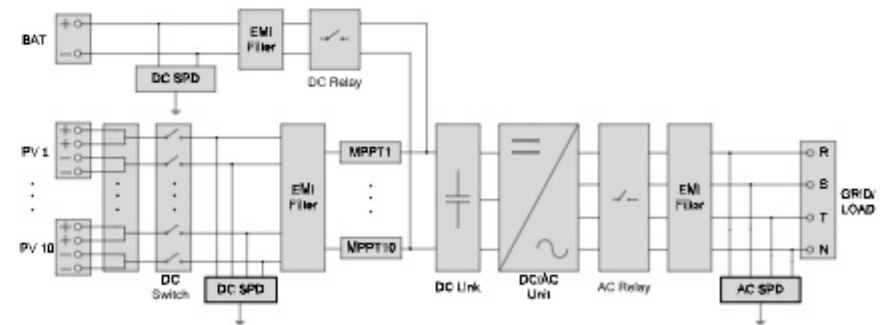 BAT
+
−
EMI
Filter
DC SPD
DC Relay
PV 1
+
+
−
−
PV 10
+
+
−
−
DC
Switch
DC SPD
EMI
Filter
MPPT1
MPPT10
DC Link
DC/AC
Unit
AC Relay
EMI
Filter
AC SPD
R
S
T
N
GRID/
LOAD